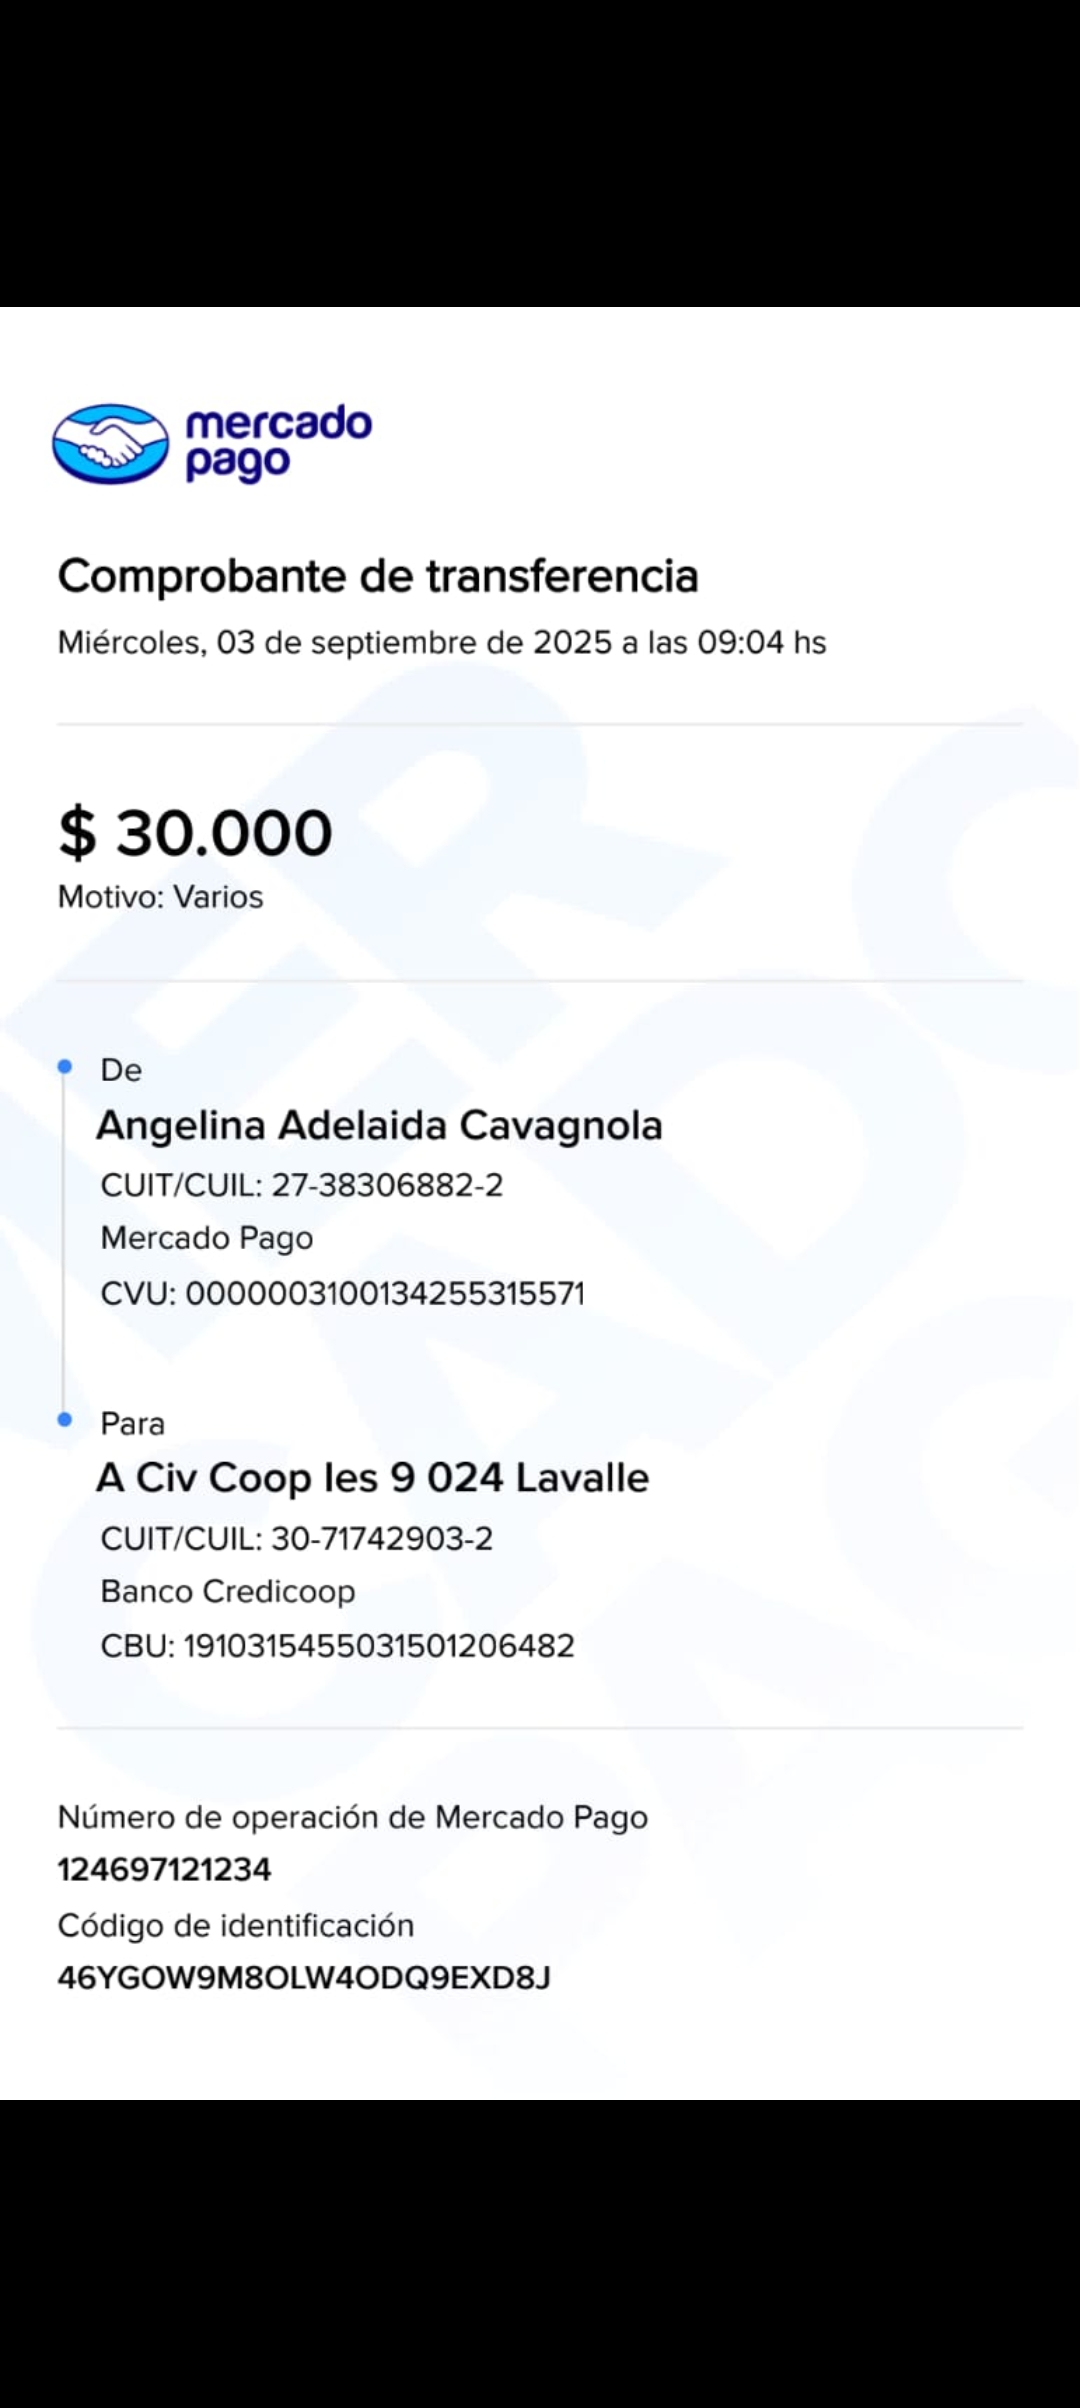 mercado
pago
Comprobante de transferencia
Miércoles, 03 de septiembre de 2025 a las 09:04 hs
$ 30.000
Motivo: Varios
De
Angelina Adelaida Cavagnola
CUIT/CUIL: 27-38306882-2
Mercado Pago
CVU: 0000003100134255315571
Para
A Civ Coop Ies 9 024 Lavalle
CUIT/CUIL: 30-71742903-2
Banco Credicoop
CBU: 1910315455031501206482
Número de operación de Mercado Pago
124697121234
Código de identificación
46YGOW9M8OLW4ODQ9EXD8J